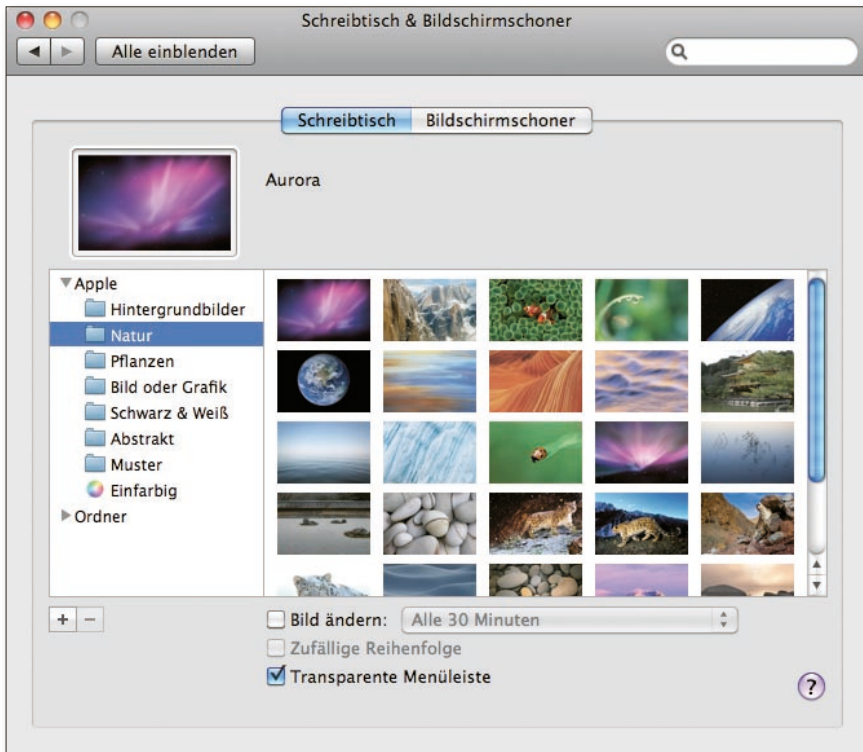 Schreibtisch & Bildschirmschoner
Alle einblenden
Schreibtisch Bildschirmschoner
Aurora
Apple
Hintergrundbilder
Natur
Pflanzen
Bild oder Grafik
Schwarz & Weiß
Abstrakt
Muster
Einfarbig
Ordner
+ −
Bild ändern: Alle 30 Minuten
Zufällige Reihenfolge
Transparente Menüleiste
?